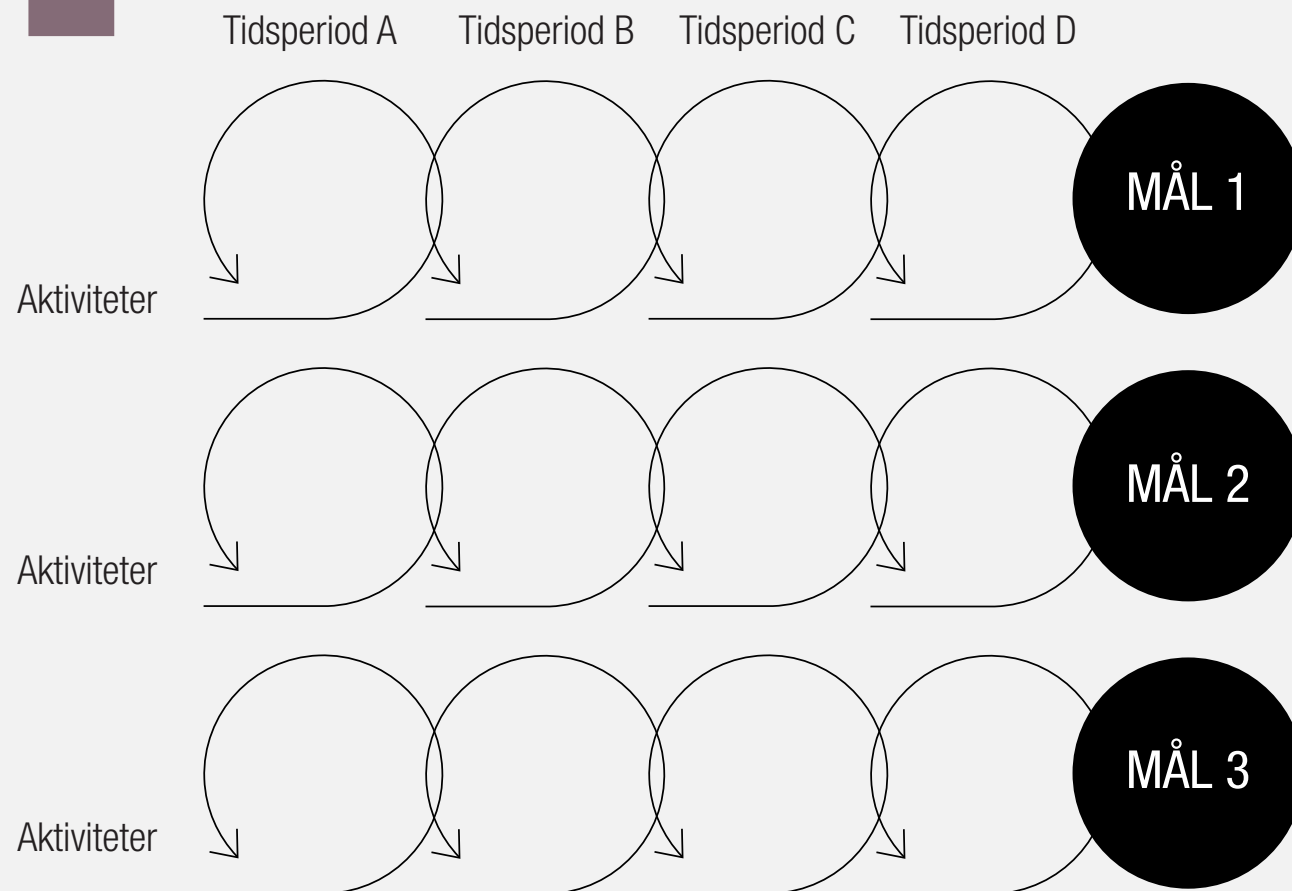 Tidsperiod A Tidsperiod B Tidsperiod C Tidsperiod D
MÅL 1
Aktiviteter
MÅL 2
Aktiviteter
MÅL 3
Aktiviteter